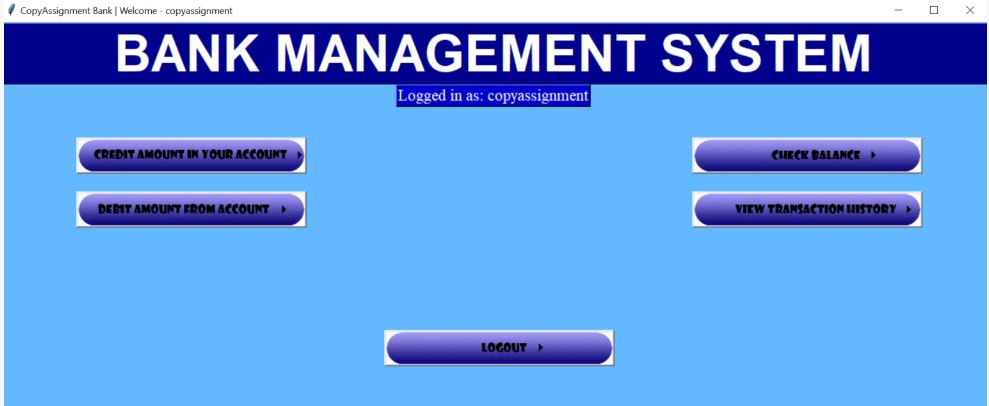 CopyAssignment Bank | Welcome - copyassignment
BANK MANAGEMENT SYSTEM
Logged in as: copyassignment
CREDIT AMOUNT IN YOUR ACCOUNT
CHECK BALANCE
DEBIT AMOUNT FROM ACCOUNT
VIEW TRANSACTION HISTORY
LOGOUT